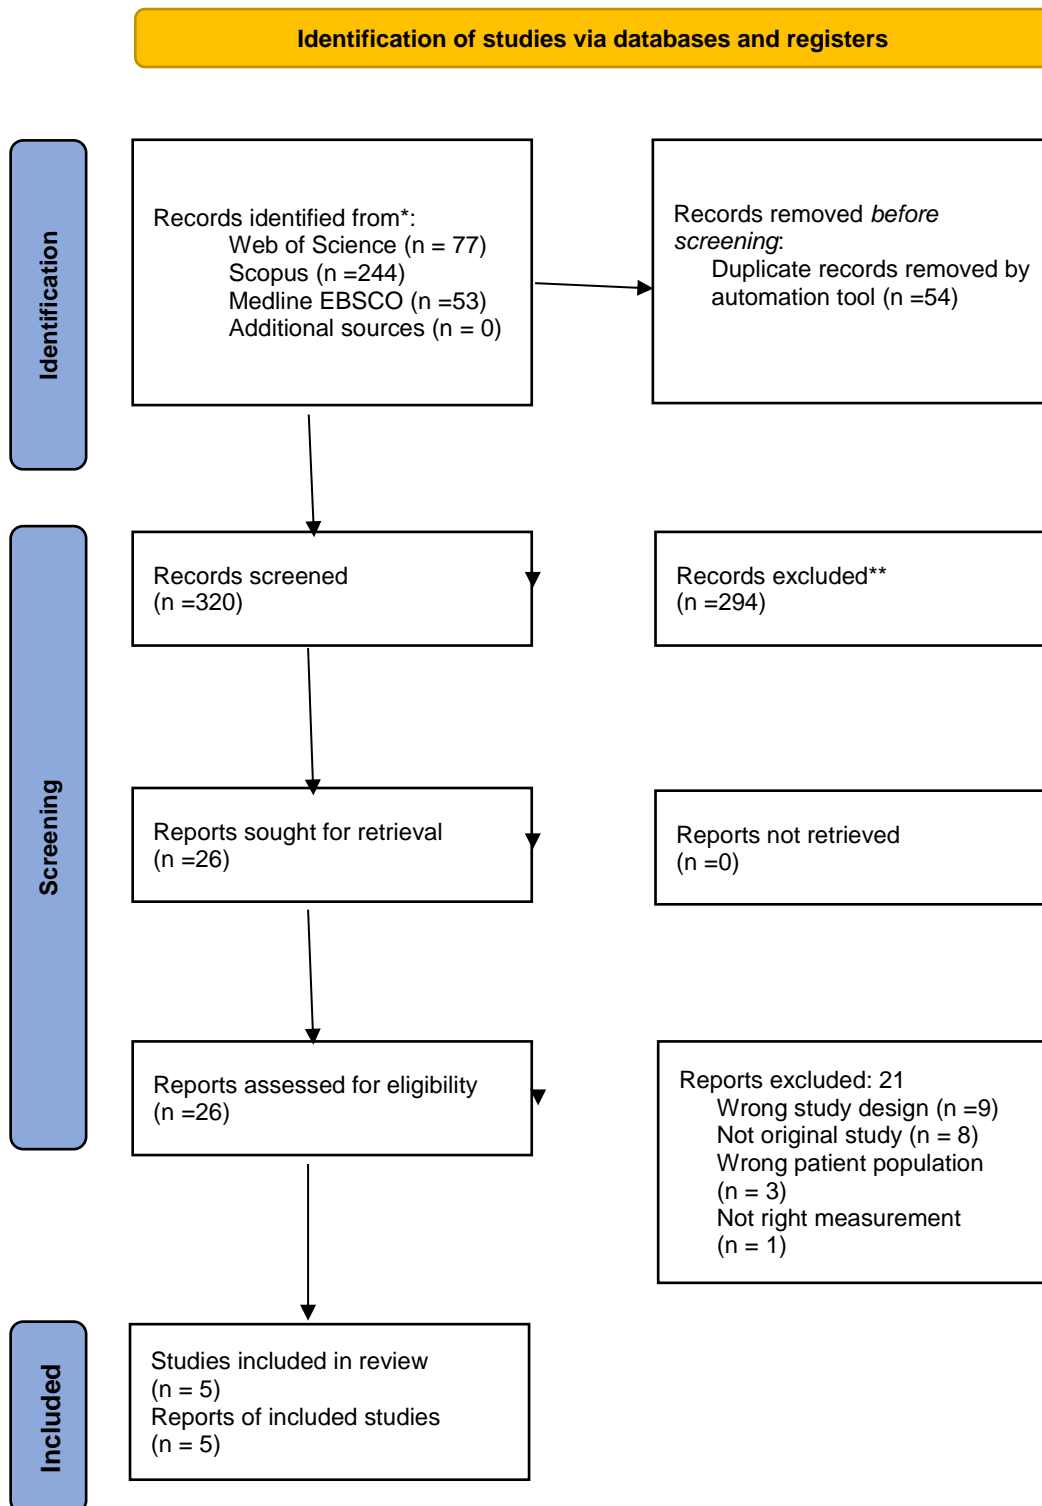 Identification of studies via databases and registers
Identification
Records identified from*:
Web of Science (n = 77)
Scopus (n =244)
Medline EBSCO (n =53)
Additional sources (n = 0)
Records removed before
screening:
Duplicate records removed by
automation tool (n =54)
Screening
Records screened
(n =320)
Records excluded**
(n =294)
Reports sought for retrieval
(n =26)
Reports not retrieved
(n =0)
Reports assessed for eligibility
(n =26)
Reports excluded: 21
Wrong study design (n =9)
Not original study (n = 8)
Wrong patient population
(n = 3)
Not right measurement
(n = 1)
Included
Studies included in review
(n = 5)
Reports of included studies
(n = 5)